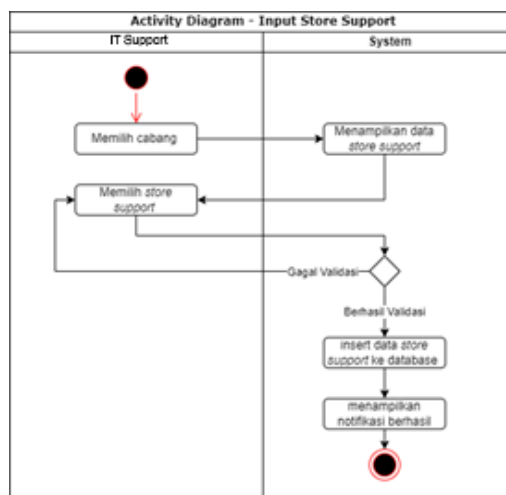 Activity Diagram - Input Store Support
IT Support
System
Memilih cabang
Menampilkan data
store support
Memilih store
support
Gagal Validasi
Berhasil Validasi
insert data store
support ke database
menampilkan
notifikasi berhasil